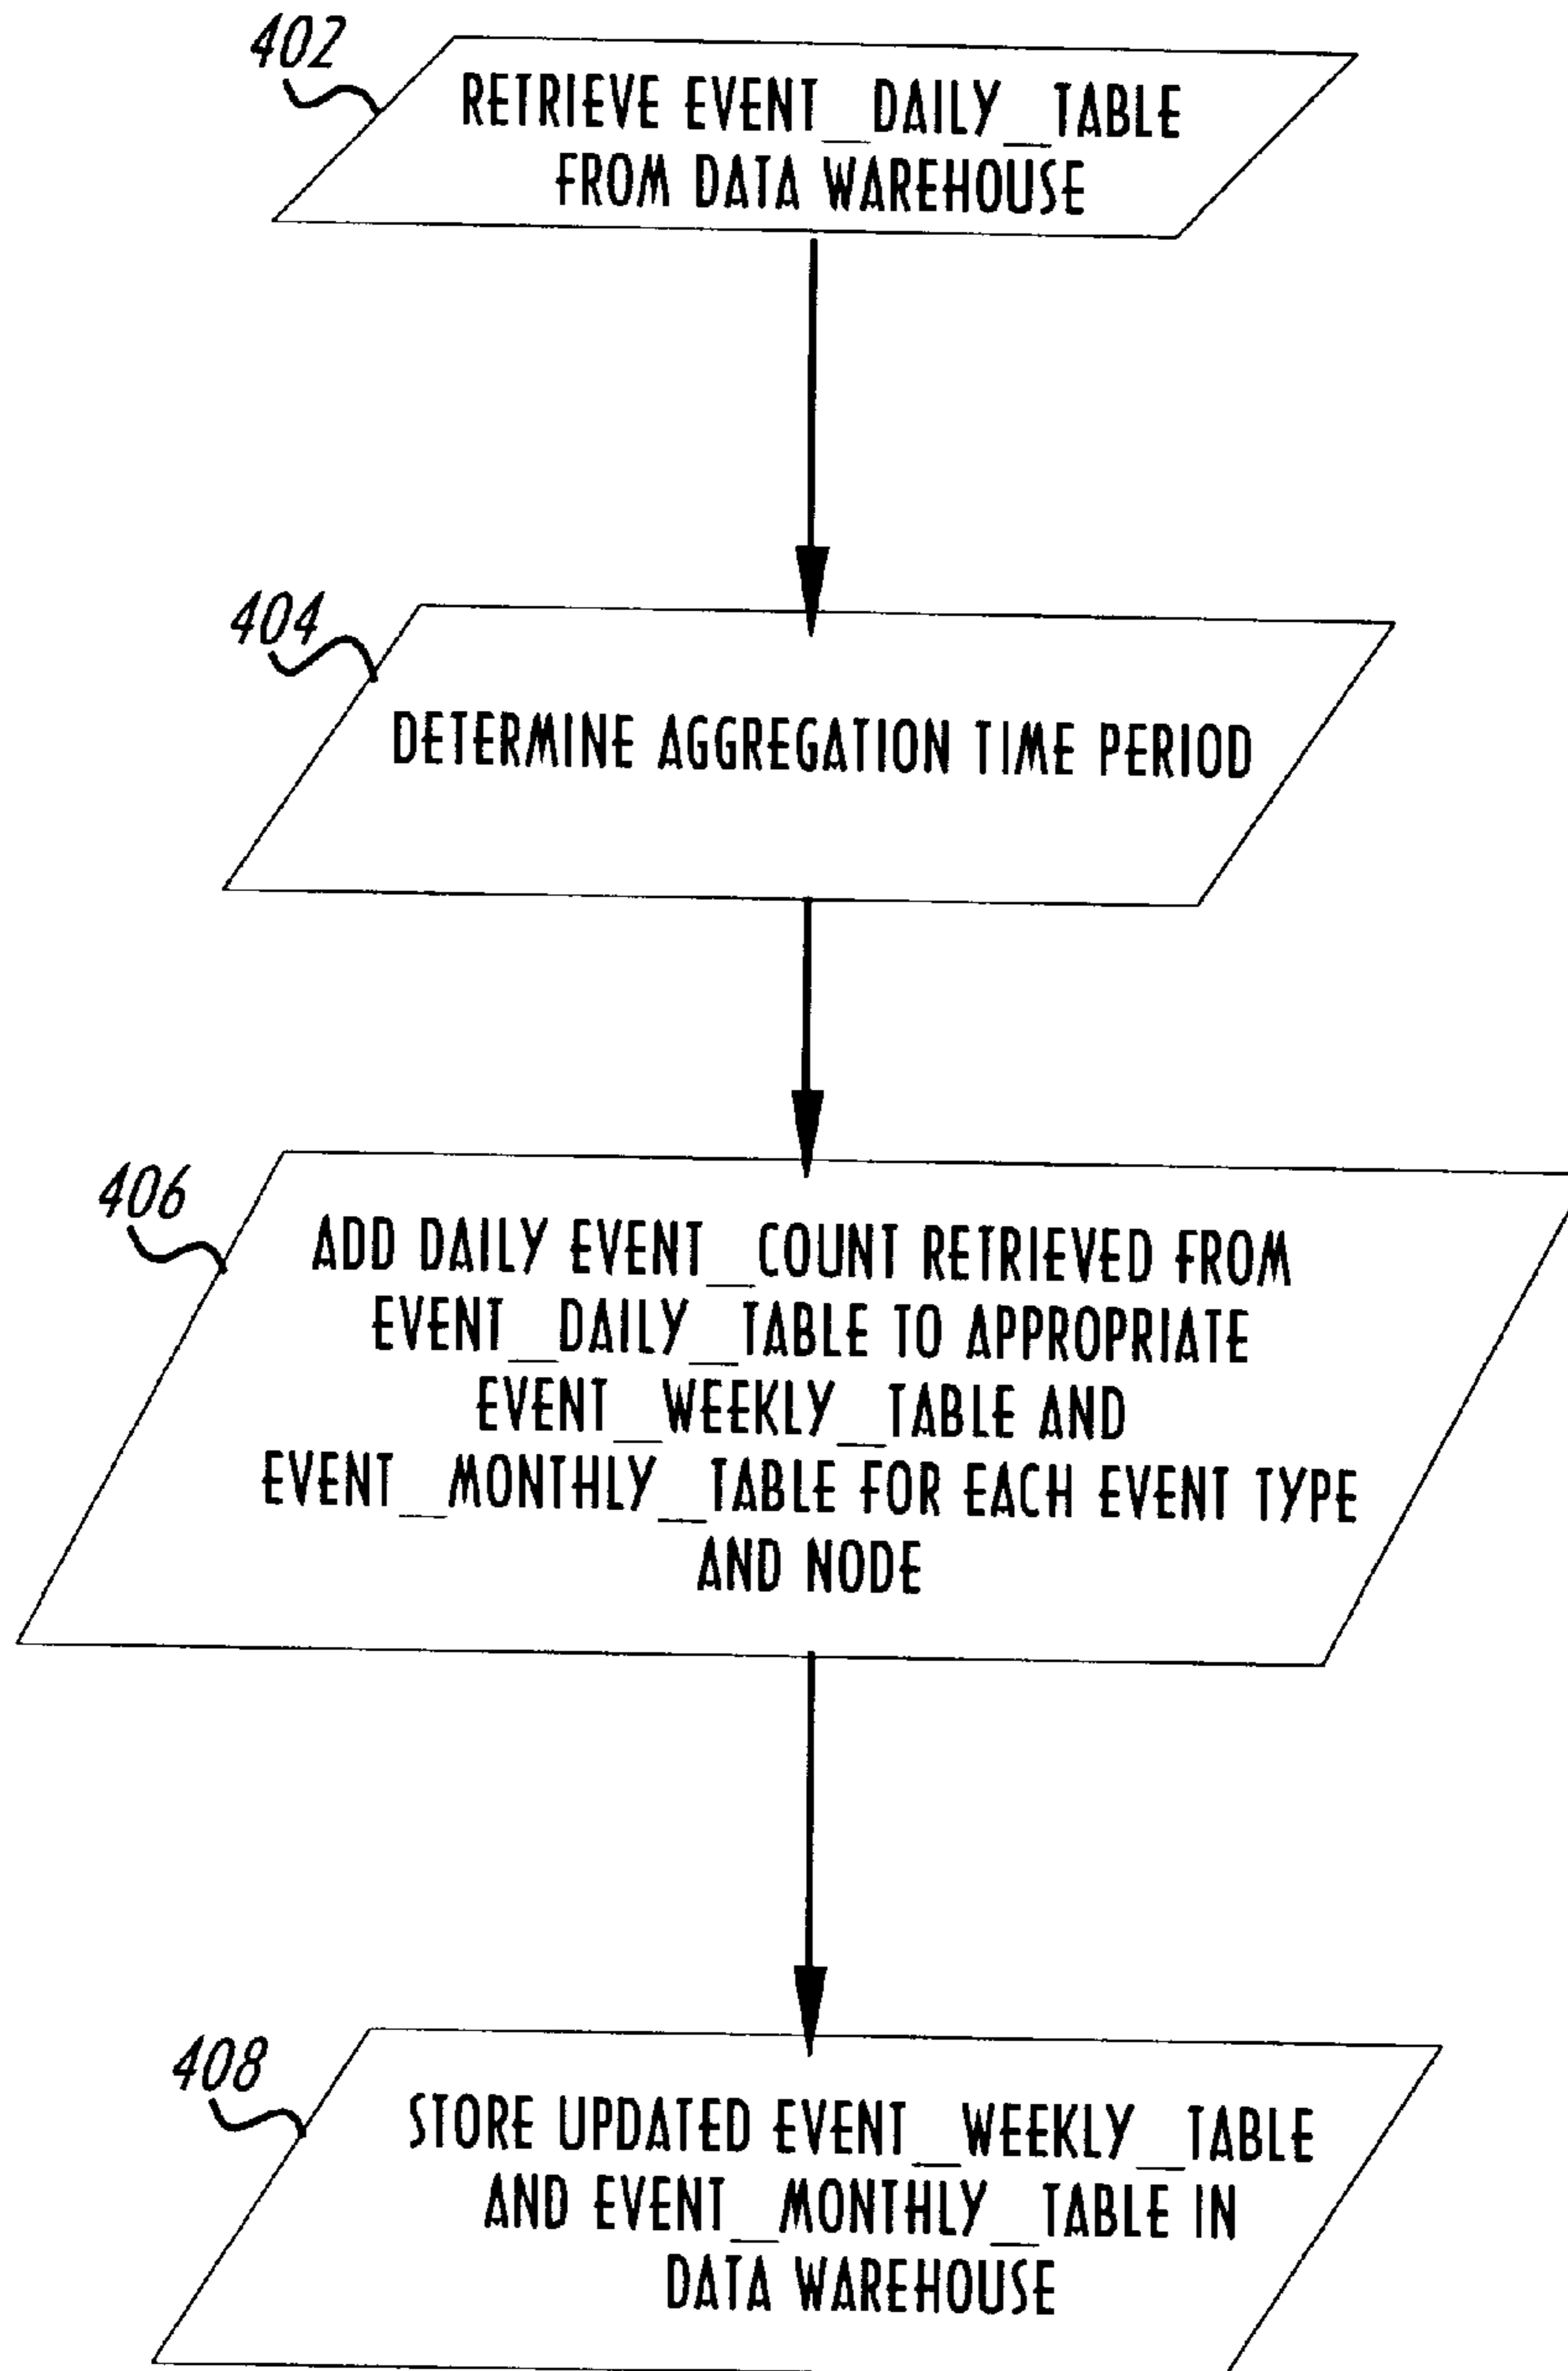 402
RETRIEVE EVENT_DAILY_TABLE
FROM DATA WAREHOUSE
404
DETERMINE AGGREGATION TIME PERIOD
406
ADD DAILY EVENT_COUNT RETRIEVED FROM
EVENT_DAILY_TABLE TO APPROPRIATE
EVENT_WEEKLY_TABLE AND
EVENT_MONTHLY_TABLE FOR EACH EVENT TYPE
AND NODE
408
STORE UPDATED EVENT_WEEKLY_TABLE
AND EVENT_MONTHLY_TABLE IN
DATA WAREHOUSE